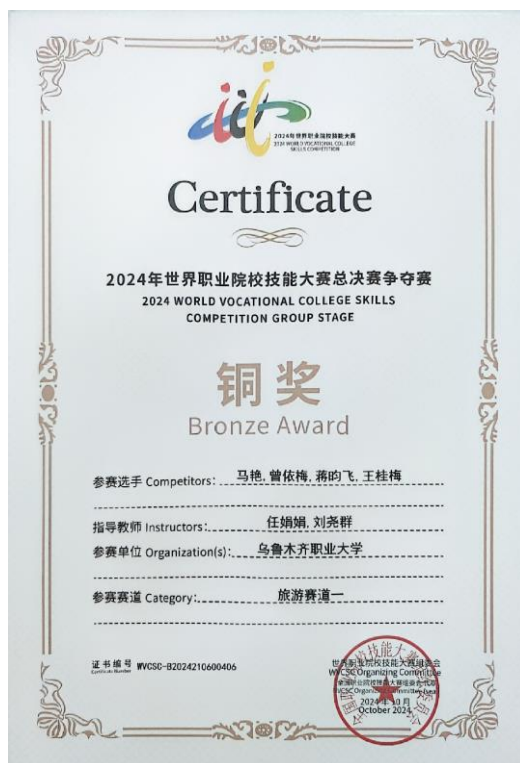 2024年世界职业院校技能大赛
2024 WORLD VOCATIONAL COLLEGE
SKILLS COMPETITION
Certificate
2024年世界职业院校技能大赛总决赛争夺赛
2024 WORLD VOCATIONAL COLLEGE SKILLS
COMPETITION GROUP STAGE
铜奖
Bronze Award
参赛选手 Competitors: 马艳,曾依梅,蒋昀飞,王桂梅
指导教师 Instructors: 任娟娟,刘尧群
参赛单位 Organization(s): 乌鲁木齐职业大学
参赛赛道 Category: 旅游赛道一
证书编号 WVCSC-B2024210600406
Certificate Number
世界职业院校技能大赛组委会
WVCSC Organizing Committee
2024年10月
October 2024